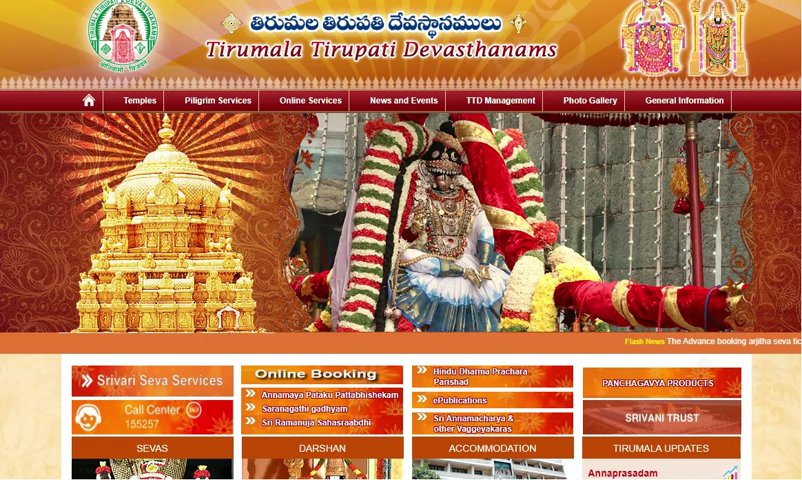 తిరుమల తిరుపతి దేవస్థానములు
Tirumala Tirupati Devasthanams
Temples Piligrim Services Online Services News and Events TTD Management Photo Gallery General Information
Flash News The Advance booking arjitha seva tic
Srivari Seva Services
Call Center
155257
Online Booking
Annamaya Pataku Pattabhishekam
Saranagathi gadhyam
Sri Ramanuja Sahasraabdhi
Hindu Dharma Prachara
Parishad
ePublications
Sri Annamacharya &
other Vaggeyakaras
PANCHAGAVYA PRODUCTS
SRIVANI TRUST
SEVAS DARSHAN ACCOMMODATION TIRUMALA UPDATES
Annaprasadam